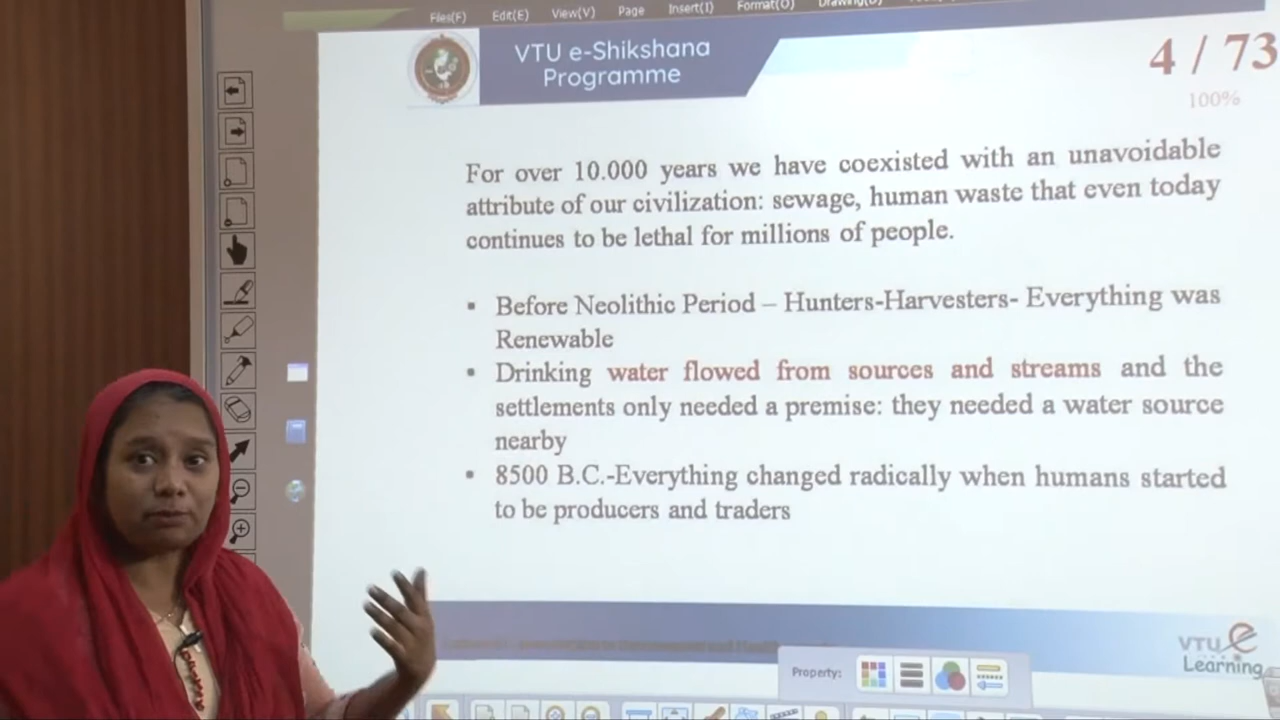 Files(F) Edit(E) View(V) Page Insert(I) Format(O)
VTU e-Shikshana
Programme
4 / 73
100%
For over 10.000 years we have coexisted with an unavoidable
attribute of our civilization: sewage, human waste that even today
continues to be lethal for millions of people.
▪ Before Neolithic Period – Hunters-Harvesters- Everything was
Renewable
▪ Drinking water flowed from sources and streams and the
settlements only needed a premise: they needed a water source
nearby
▪ 8500 B.C.-Everything changed radically when humans started
to be producers and traders
VTU e
Learning
Property: